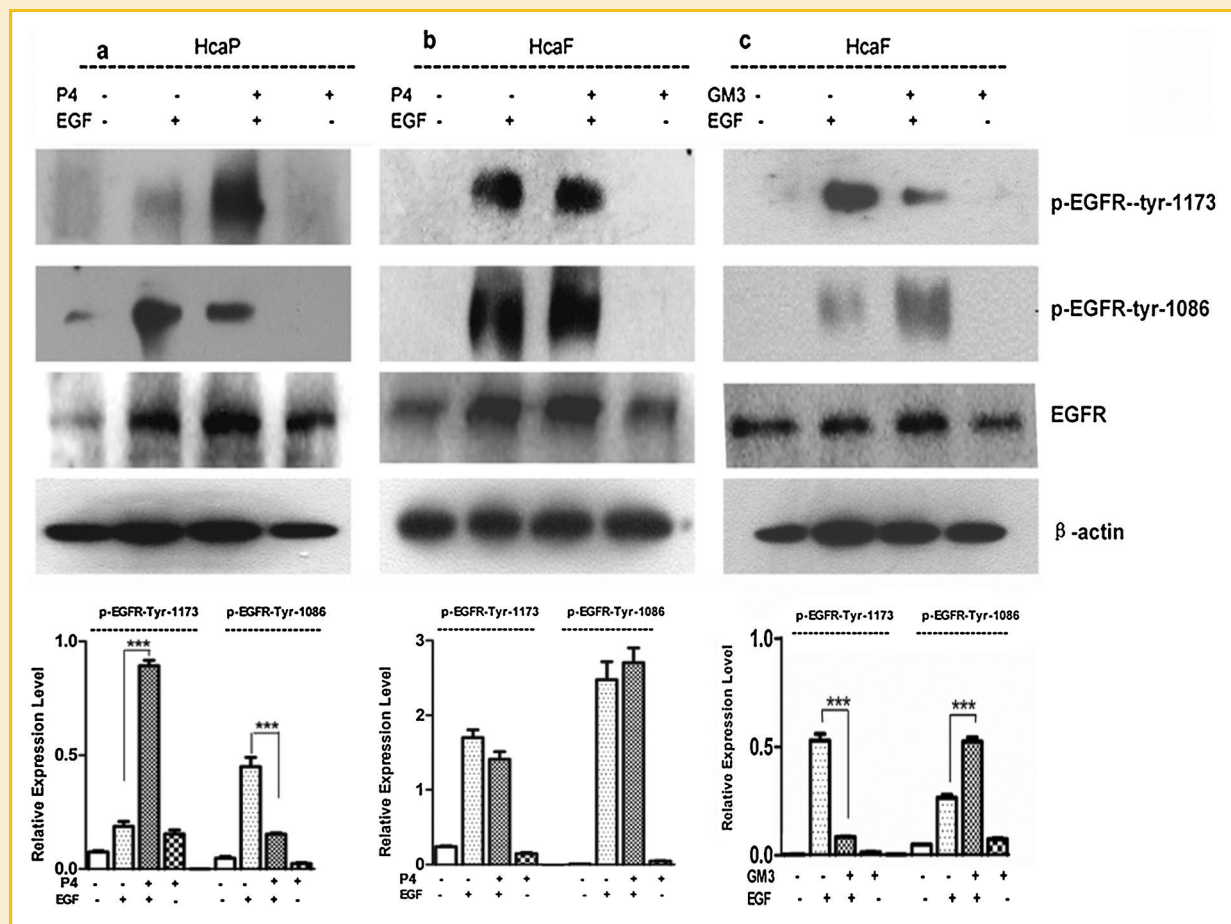 a HcaP
b HcaF
c HcaF
P4 - - + +
EGF - + + -
P4 - - + +
EGF - + + -
GM3 - - + +
EGF - + + -
p-EGFR--tyr-1173
p-EGFR-tyr-1086
EGFR
β-actin
p-EGFR-Tyr-1173 p-EGFR-Tyr-1086
Relative Expression Level
1.0
0.5
0.0
***
***
P4 - - + + - - + +
EGF - + + - - + + -
p-EGFR-Tyr-1173 p-EGFR-Tyr-1086
Relative Expression Level
3
2
1
0
P4 - - + + - - + +
EGF - + + - - + + -
p-EGFR-Tyr-1173 p-EGFR-Tyr-1086
Relative Expression Level
1.0
0.5
0.0
***
***
GM3 - - + + - - + +
EGF - + + - - + + -